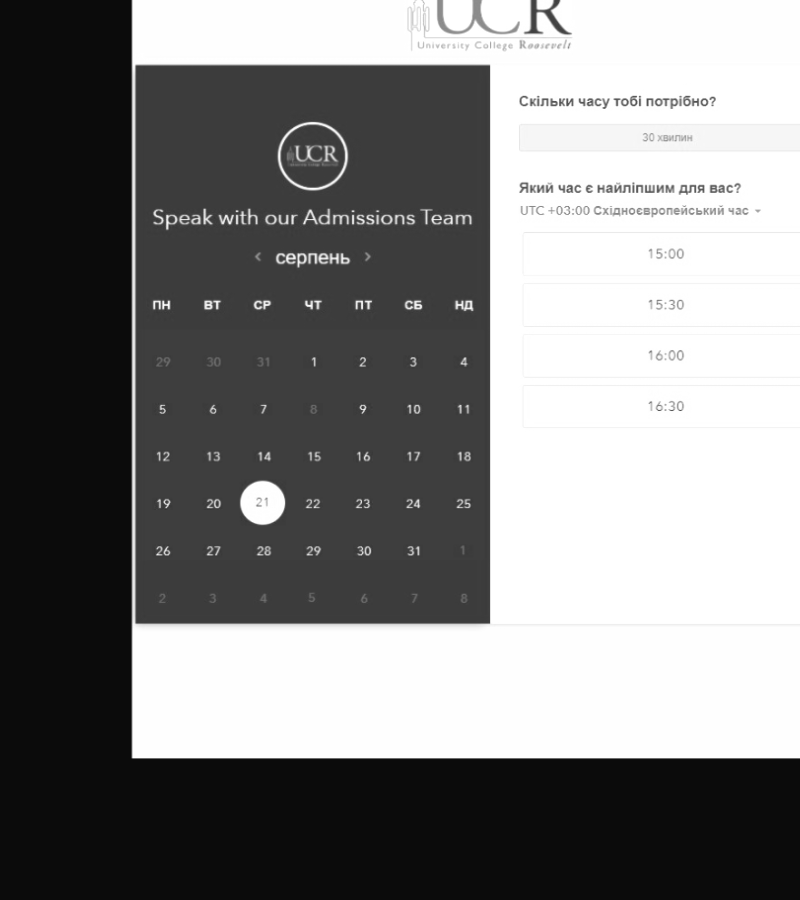 UCR
University College Roosevelt
UCR
Speak with our Admissions Team
‹ серпень ›
ПН ВТ СР ЧТ ПТ СБ НД
29 30 31 1 2 3 4
5 6 7 8 9 10 11
12 13 14 15 16 17 18
19 20 21 22 23 24 25
26 27 28 29 30 31 1
2 3 4 5 6 7 8
Скільки часу тобі потрібно?
30 хвилин
Який час є найліпшим для вас?
UTC +03:00 Східноєвропейський час
15:00
15:30
16:00
16:30